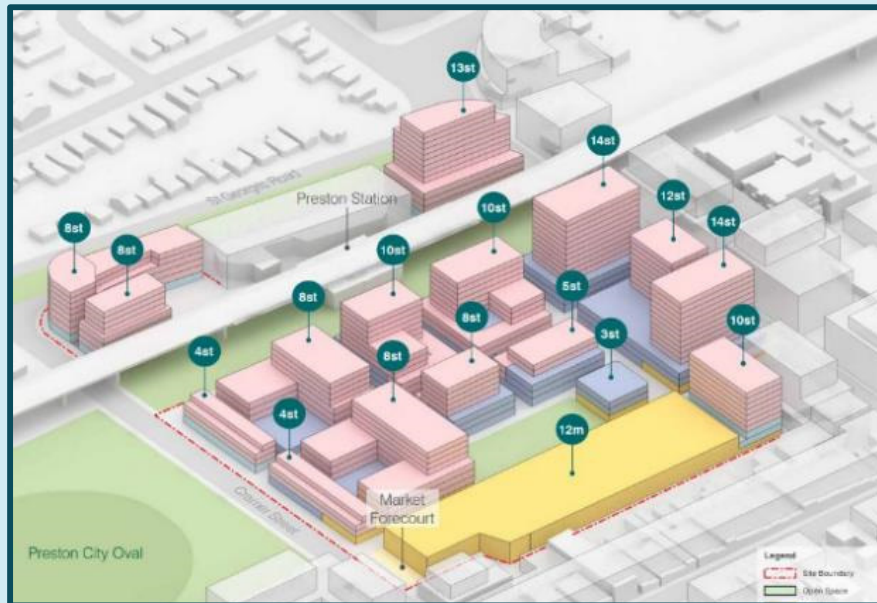 13st
14st
St Georges Road
Preston Station
12st
8st
10st
14st
8st
10st
5st
8st
8st
3st
10st
4st
8st
4st
12m
Market
Forecourt
Cramer Street
Preston City Oval
Legend
Site Boundary
Open Space